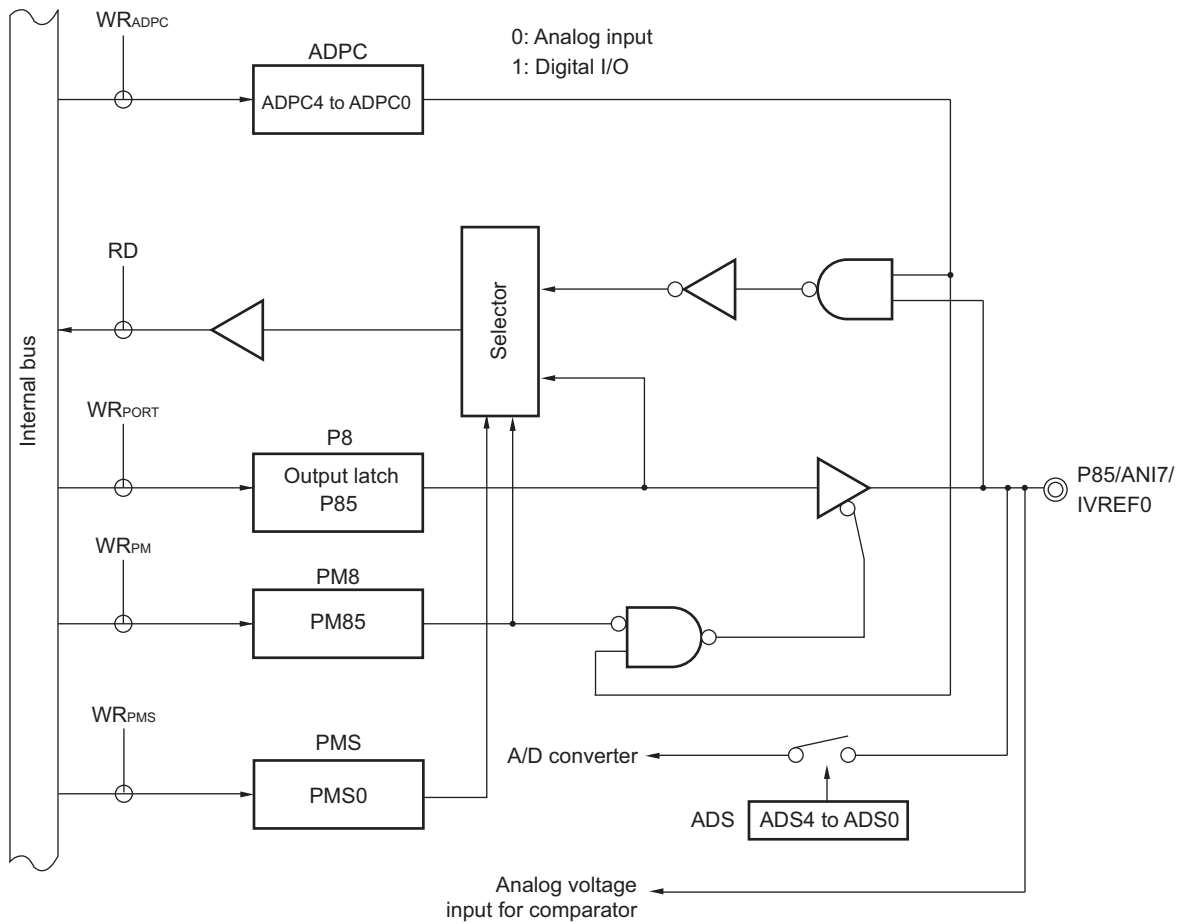 WRADPC
ADPC
0: Analog input
1: Digital I/O
ADPC4 to ADPC0
Internal bus
RD
Selector
WRPORT
P8
Output latch
P85
P85/ANI7/
IVREF0
WRPM
PM8
PM85
WRPMS
PMS
PMS0
A/D converter
ADS
ADS4 to ADS0
Analog voltage
input for comparator